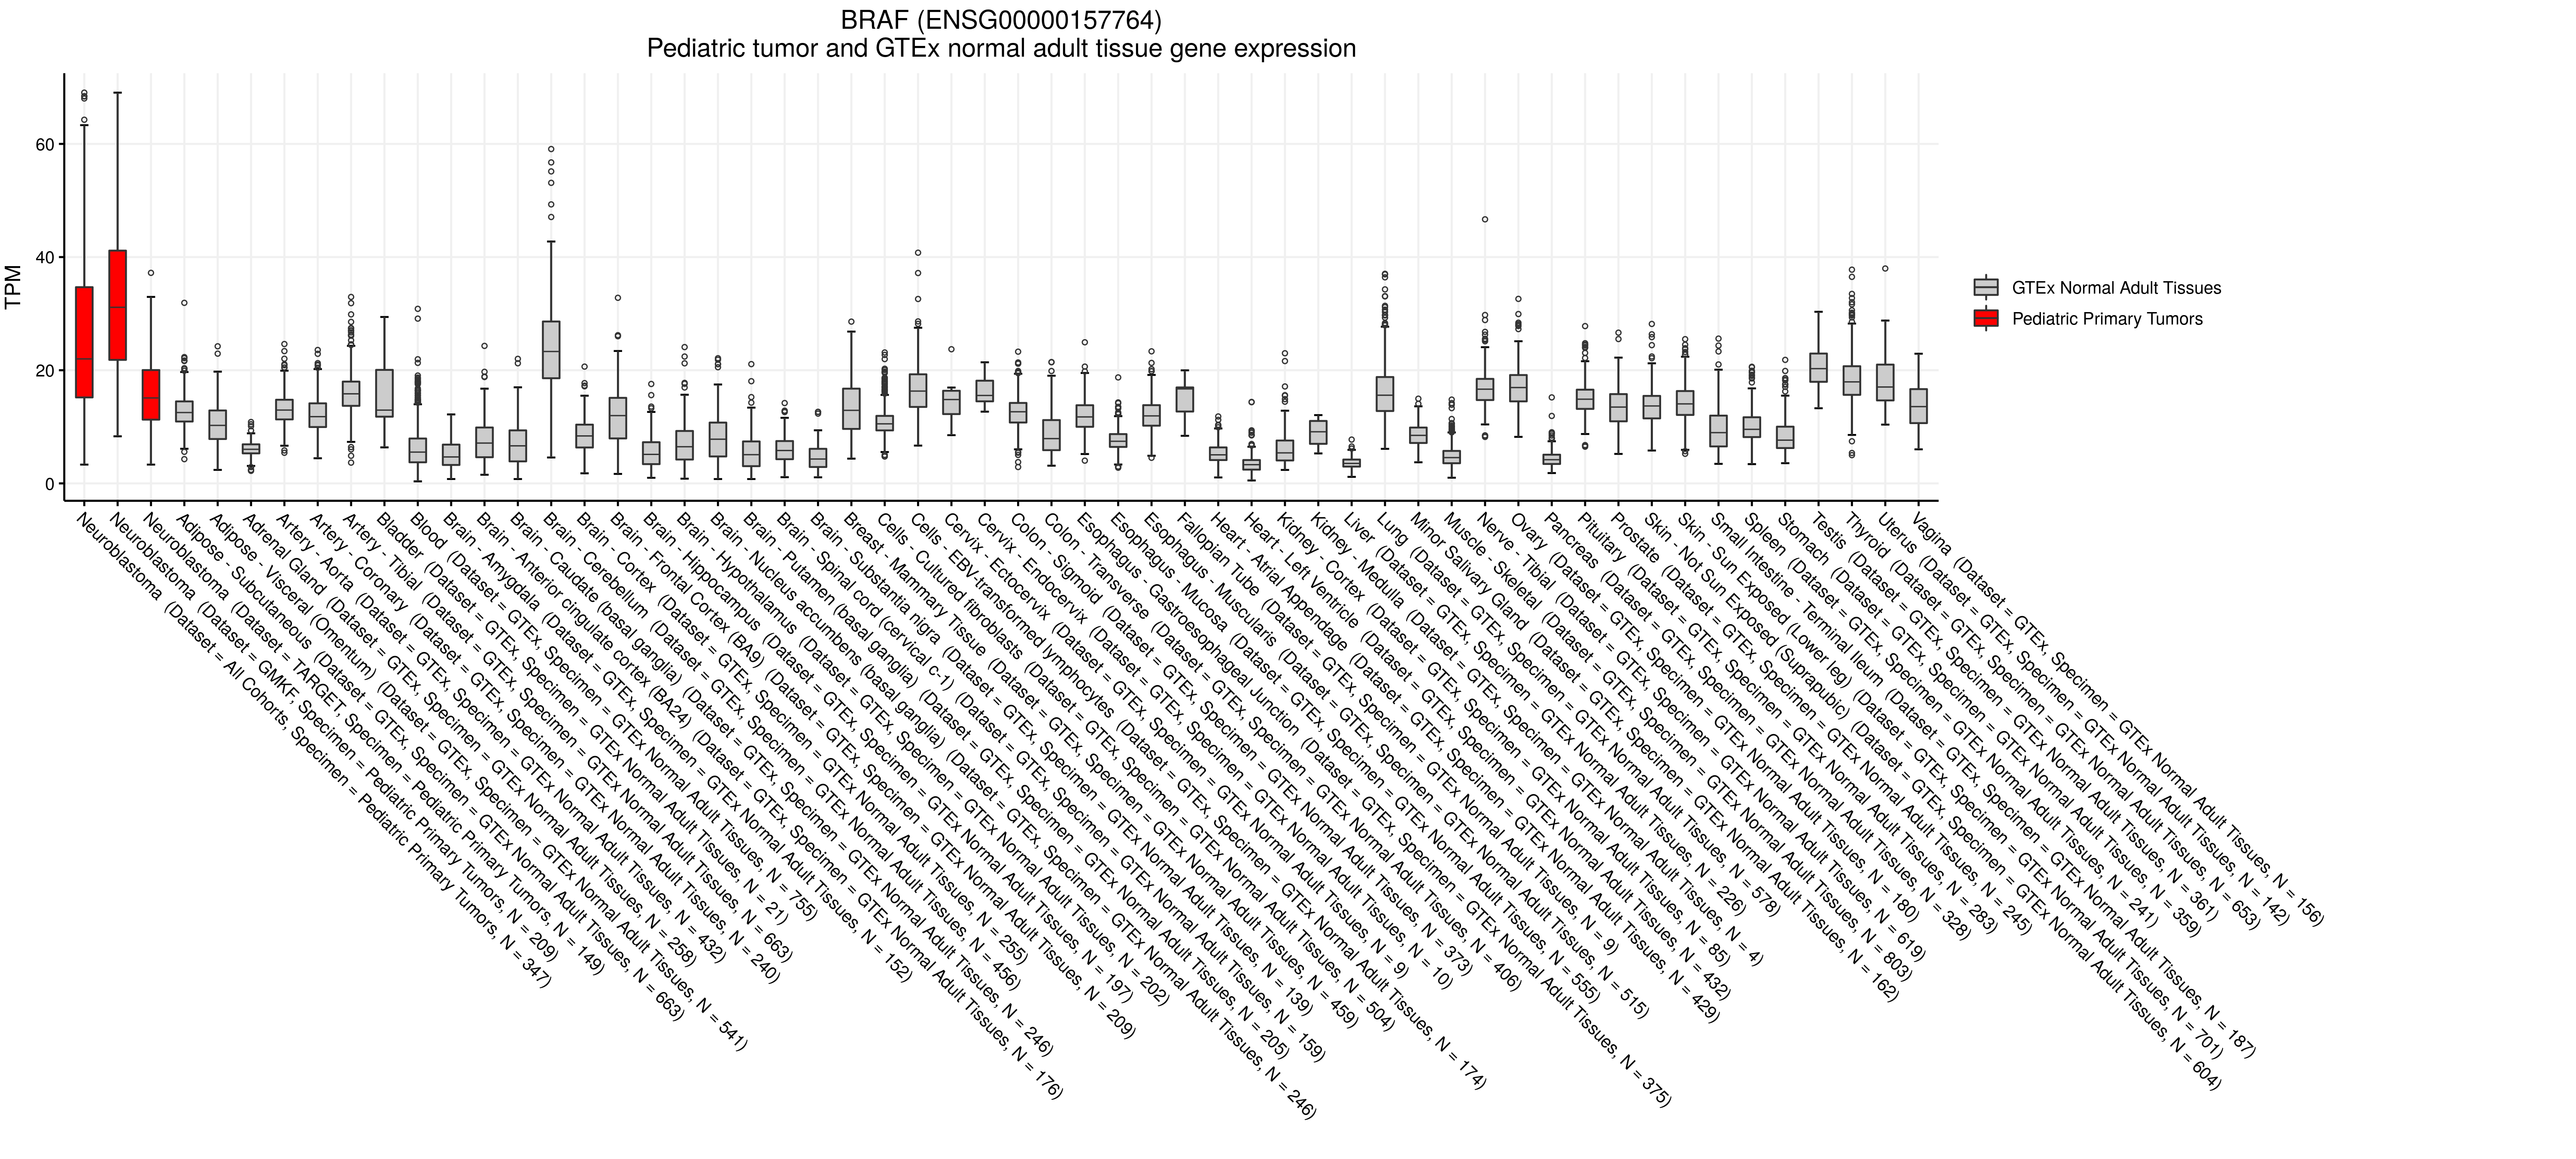 BRAF (ENSG00000157764)
Pediatric tumor and GTEx normal adult tissue gene expression
TPM
60
40
20
0
GTEx Normal Adult Tissues
Pediatric Primary Tumors
Neuroblastoma (Dataset = All Cohorts, Specimen = Pediatric Primary Tumors, N = 347)
Neuroblastoma (Dataset = GMKF, Specimen = Pediatric Primary Tumors, N = 209)
Neuroblastoma (Dataset = TARGET, Specimen = Pediatric Primary Tumors, N = 149)
Adipose - Subcutaneous (Dataset = GTEx, Specimen = GTEx Normal Adult Tissues, N = 663)
Adipose - Visceral (Omentum) (Dataset = GTEx, Specimen = GTEx Normal Adult Tissues, N = 541)
Adrenal Gland (Dataset = GTEx, Specimen = GTEx Normal Adult Tissues, N = 258)
Artery - Aorta (Dataset = GTEx, Specimen = GTEx Normal Adult Tissues, N = 432)
Artery - Coronary (Dataset = GTEx, Specimen = GTEx Normal Adult Tissues, N = 240)
Artery - Tibial (Dataset = GTEx, Specimen = GTEx Normal Adult Tissues, N = 663)
Bladder (Dataset = GTEx, Specimen = GTEx Normal Adult Tissues, N = 21)
Blood (Dataset = GTEx, Specimen = GTEx Normal Adult Tissues, N = 755)
Brain - Amygdala (Dataset = GTEx, Specimen = GTEx Normal Adult Tissues, N = 152)
Brain - Anterior cingulate cortex (BA24) (Dataset = GTEx, Specimen = GTEx Normal Adult Tissues, N = 176)
Brain - Caudate (basal ganglia) (Dataset = GTEx, Specimen = GTEx Normal Adult Tissues, N = 246)
Brain - Cerebellum (Dataset = GTEx, Specimen = GTEx Normal Adult Tissues, N = 456)
Brain - Cortex (Dataset = GTEx, Specimen = GTEx Normal Adult Tissues, N = 255)
Brain - Frontal Cortex (BA9) (Dataset = GTEx, Specimen = GTEx Normal Adult Tissues, N = 209)
Brain - Hippocampus (Dataset = GTEx, Specimen = GTEx Normal Adult Tissues, N = 197)
Brain - Hypothalamus (Dataset = GTEx, Specimen = GTEx Normal Adult Tissues, N = 202)
Brain - Nucleus accumbens (basal ganglia) (Dataset = GTEx, Specimen = GTEx Normal Adult Tissues, N = 246)
Brain - Putamen (basal ganglia) (Dataset = GTEx, Specimen = GTEx Normal Adult Tissues, N = 205)
Brain - Spinal cord (cervical c-1) (Dataset = GTEx, Specimen = GTEx Normal Adult Tissues, N = 159)
Brain - Substantia nigra (Dataset = GTEx, Specimen = GTEx Normal Adult Tissues, N = 139)
Breast - Mammary Tissue (Dataset = GTEx, Specimen = GTEx Normal Adult Tissues, N = 459)
Cells - Cultured fibroblasts (Dataset = GTEx, Specimen = GTEx Normal Adult Tissues, N = 504)
Cells - EBV-transformed lymphocytes (Dataset = GTEx, Specimen = GTEx Normal Adult Tissues, N = 174)
Cervix - Ectocervix (Dataset = GTEx, Specimen = GTEx Normal Adult Tissues, N = 9)
Cervix - Endocervix (Dataset = GTEx, Specimen = GTEx Normal Adult Tissues, N = 10)
Colon - Sigmoid (Dataset = GTEx, Specimen = GTEx Normal Adult Tissues, N = 373)
Colon - Transverse (Dataset = GTEx, Specimen = GTEx Normal Adult Tissues, N = 406)
Esophagus - Gastroesophageal Junction (Dataset = GTEx, Specimen = GTEx Normal Adult Tissues, N = 375)
Esophagus - Mucosa (Dataset = GTEx, Specimen = GTEx Normal Adult Tissues, N = 555)
Esophagus - Muscularis (Dataset = GTEx, Specimen = GTEx Normal Adult Tissues, N = 515)
Fallopian Tube (Dataset = GTEx, Specimen = GTEx Normal Adult Tissues, N = 9)
Heart - Atrial Appendage (Dataset = GTEx, Specimen = GTEx Normal Adult Tissues, N = 429)
Heart - Left Ventricle (Dataset = GTEx, Specimen = GTEx Normal Adult Tissues, N = 432)
Kidney - Cortex (Dataset = GTEx, Specimen = GTEx Normal Adult Tissues, N = 85)
Kidney - Medulla (Dataset = GTEx, Specimen = GTEx Normal Adult Tissues, N = 4)
Liver (Dataset = GTEx, Specimen = GTEx Normal Adult Tissues, N = 226)
Lung (Dataset = GTEx, Specimen = GTEx Normal Adult Tissues, N = 578)
Minor Salivary Gland (Dataset = GTEx, Specimen = GTEx Normal Adult Tissues, N = 162)
Muscle - Skeletal (Dataset = GTEx, Specimen = GTEx Normal Adult Tissues, N = 803)
Nerve - Tibial (Dataset = GTEx, Specimen = GTEx Normal Adult Tissues, N = 619)
Ovary (Dataset = GTEx, Specimen = GTEx Normal Adult Tissues, N = 180)
Pancreas (Dataset = GTEx, Specimen = GTEx Normal Adult Tissues, N = 328)
Pituitary (Dataset = GTEx, Specimen = GTEx Normal Adult Tissues, N = 283)
Prostate (Dataset = GTEx, Specimen = GTEx Normal Adult Tissues, N = 245)
Skin - Not Sun Exposed (Suprapubic) (Dataset = GTEx, Specimen = GTEx Normal Adult Tissues, N = 604)
Skin - Sun Exposed (Lower leg) (Dataset = GTEx, Specimen = GTEx Normal Adult Tissues, N = 701)
Small Intestine - Terminal Ileum (Dataset = GTEx, Specimen = GTEx Normal Adult Tissues, N = 187)
Spleen (Dataset = GTEx, Specimen = GTEx Normal Adult Tissues, N = 241)
Stomach (Dataset = GTEx, Specimen = GTEx Normal Adult Tissues, N = 359)
Testis (Dataset = GTEx, Specimen = GTEx Normal Adult Tissues, N = 361)
Thyroid (Dataset = GTEx, Specimen = GTEx Normal Adult Tissues, N = 653)
Uterus (Dataset = GTEx, Specimen = GTEx Normal Adult Tissues, N = 142)
Vagina (Dataset = GTEx, Specimen = GTEx Normal Adult Tissues, N = 156)